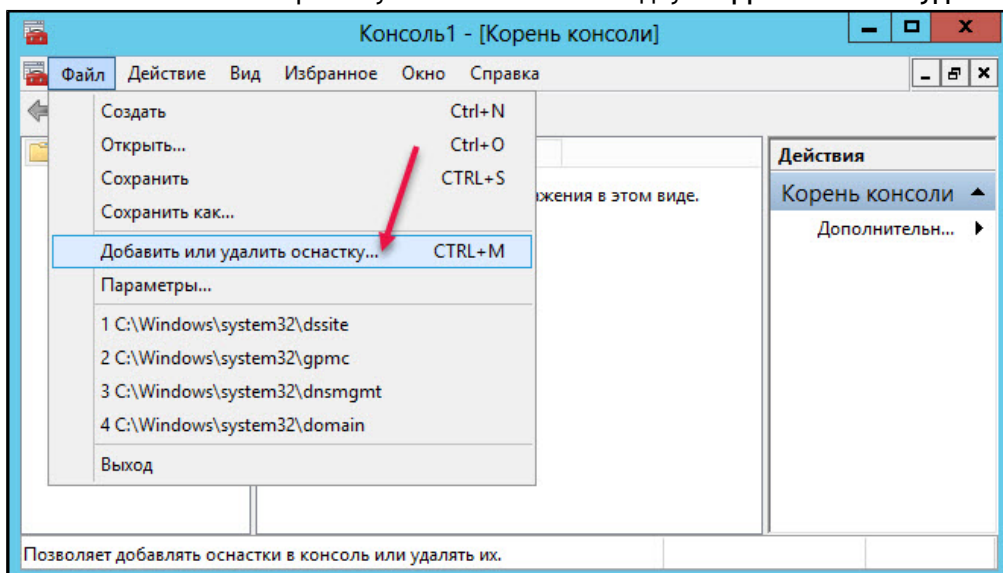 Консоль1 - [Корень консоли]
Файл Действие Вид Избранное Окно Справка
Создать Ctrl+N
Открыть... Ctrl+O
Сохранить CTRL+S
Сохранить как...
Добавить или удалить оснастку... CTRL+M
Параметры...
1 C:\Windows\system32\dssite
2 C:\Windows\system32\gpmc
3 C:\Windows\system32\dnsmgmt
4 C:\Windows\system32\domain
Выход
в этом виде.
Действия
Корень консоли
Дополнительн...
Позволяет добавлять оснастки в консоль или удалять их.